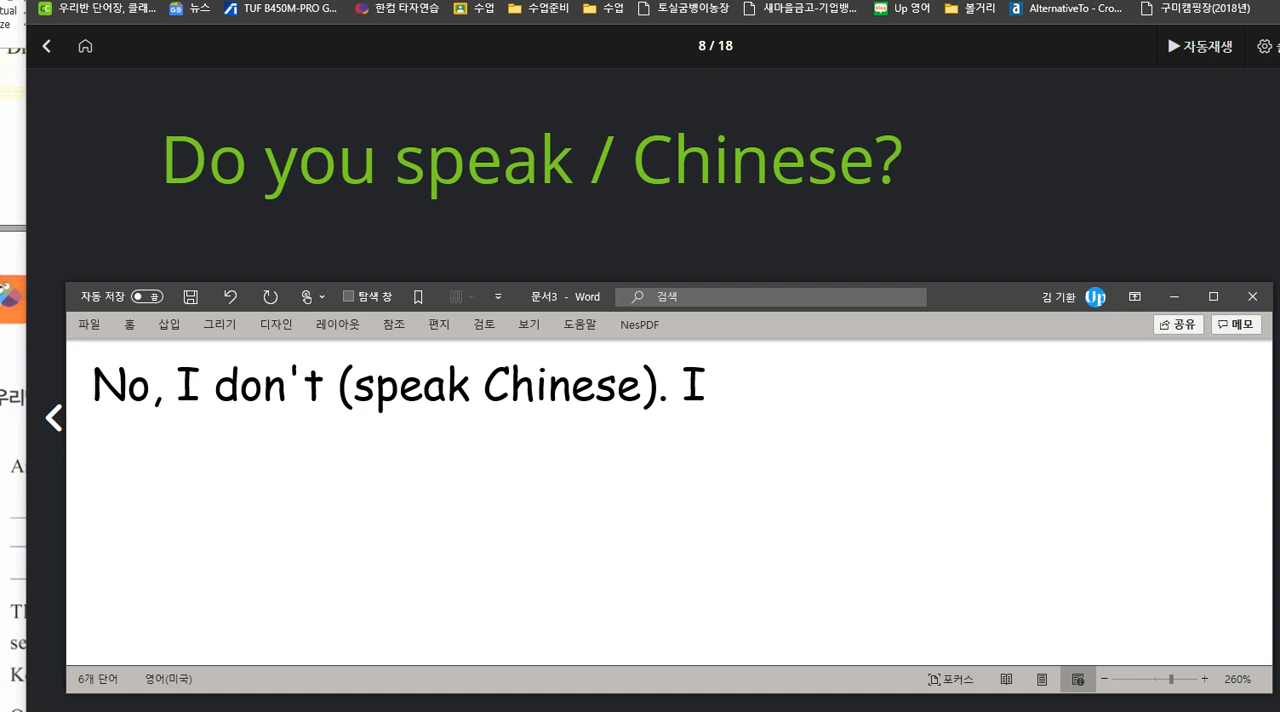 우리반 단어장, 클래... 뉴스 TUF B450M-PRO G... 한컴 타자연습 수업 수업준비 수업 토실굼벵이농장 새마을금고-기업뱅... Up 영어 볼거리 AlternativeTo - Cro... 구미캠핑장(2018년)
8 / 18
▶자동재생
Do you speak / Chinese?
자동 저장 끔 탐색 창 문서3 - Word 검색 김 기환 Up
파일 홈 삽입 그리기 디자인 레이아웃 참조 편지 검토 보기 도움말 NesPDF 공유 메모
No, I don't (speak Chinese). I
6개 단어 영어(미국) 포커스 260%